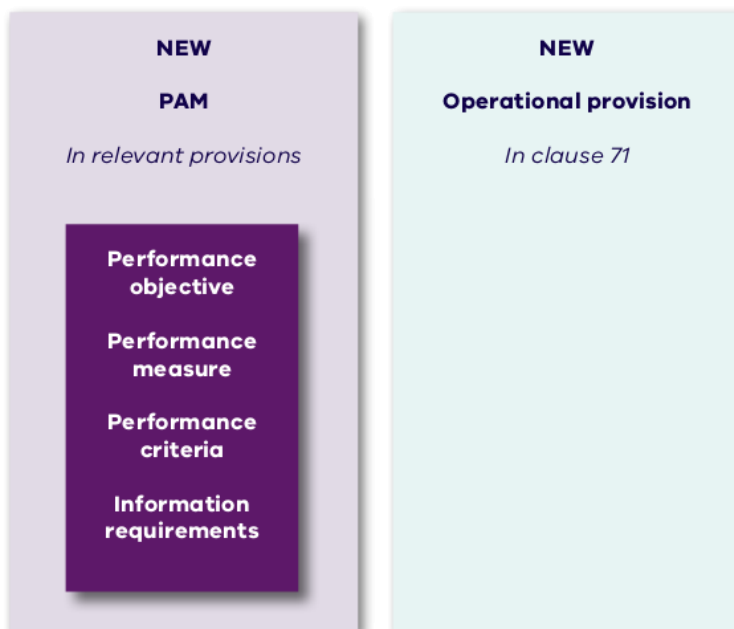 NEW
PAM
In relevant provisions
Performance
objective
Performance
measure
Performance
criteria
Information
requirements
NEW
Operational provision
In clause 71